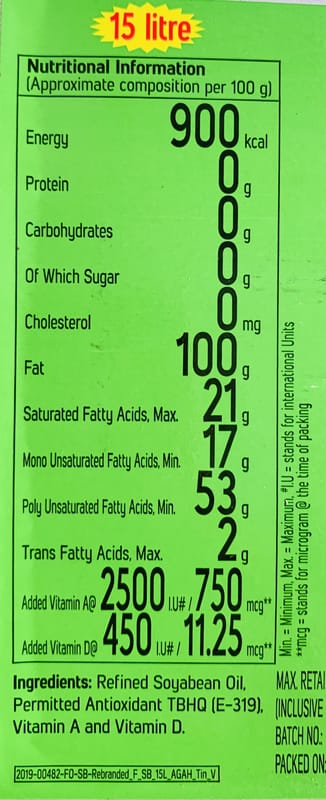 15 litre
Nutritional Information
(Approximate composition per 100 g)
Energy 900 kcal
Protein 0 g
Carbohydrates 0 g
Of Which Sugar 0 g
Cholesterol 0 mg
Fat 100 g
Saturated Fatty Acids, Max. 21 g
Mono Unsaturated Fatty Acids, Min. 17 g
Poly Unsaturated Fatty Acids, Min. 53 g
Trans Fatty Acids, Max. 2 g
Added Vitamin A@ 2500 I.U# / 750 mcg**
Added Vitamin D@ 450 I.U# / 11.25 mcg**
Min. = Minimum, Max. = Maximum, #I.U = stands for international Units
**mcg = stands for microgram @ the time of packing
Ingredients: Refined Soyabean Oil,
Permitted Antioxidant TBHQ (E-319),
Vitamin A and Vitamin D.
MAX. RETAI
(INCLUSIVE
BATCH NO.:
PACKED ON:
2019-00482-FO-SB-Rebranded_F_SB_15L_AGAH_Tin_V